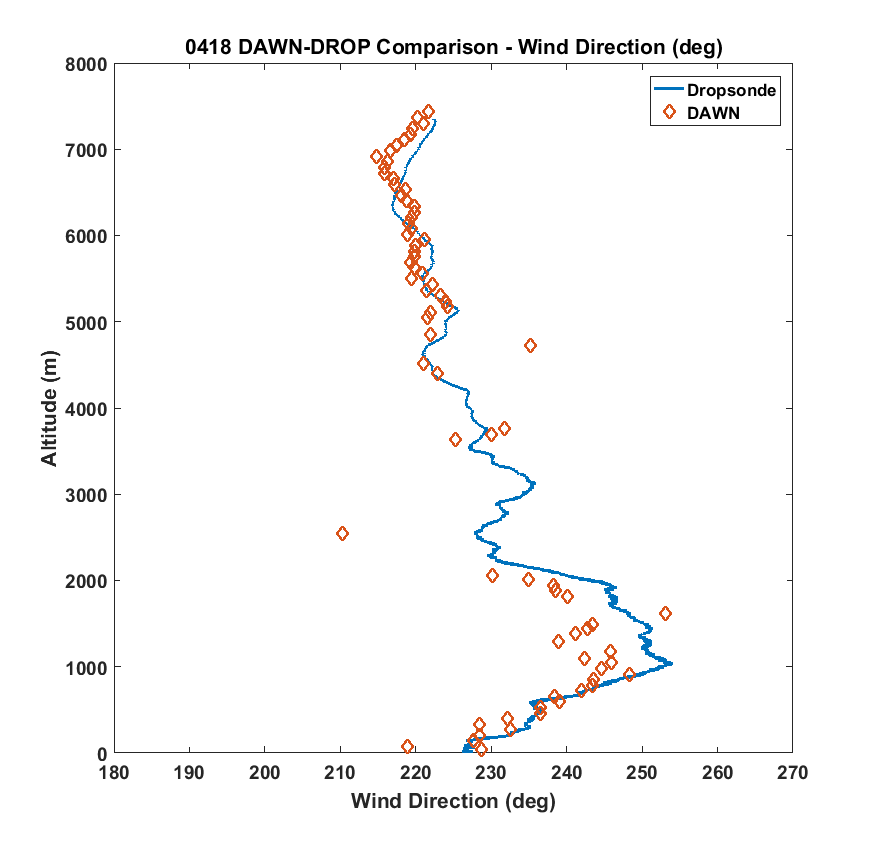 0418 DAWN-DROP Comparison - Wind Direction (deg)
8000
7000
6000
5000
4000
3000
2000
1000
0
Altitude (m)
Dropsonde
DAWN
180 190 200 210 220 230 240 250 260 270
Wind Direction (deg)